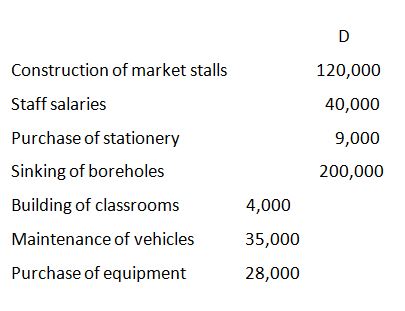 D
Construction of market stalls 120,000
Staff salaries 40,000
Purchase of stationery 9,000
Sinking of boreholes 200,000
Building of classrooms 4,000
Maintenance of vehicles 35,000
Purchase of equipment 28,000